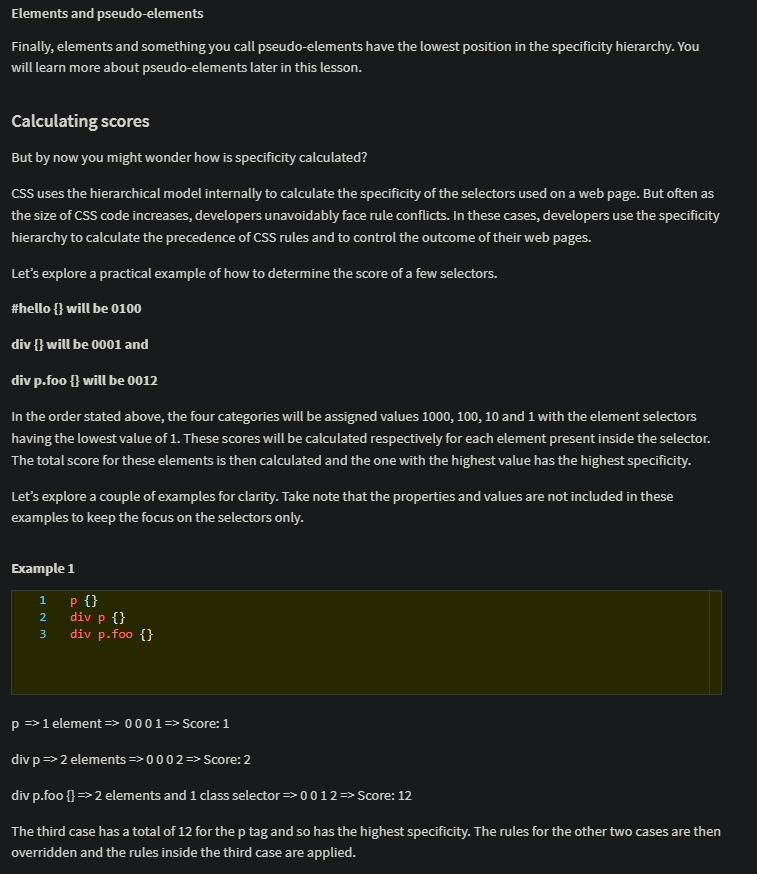 Elements and pseudo-elements
Finally, elements and something you call pseudo-elements have the lowest position in the specificity hierarchy. You
will learn more about pseudo-elements later in this lesson.
Calculating scores
But by now you might wonder how is specificity calculated?
CSS uses the hierarchical model internally to calculate the specificity of the selectors used on a web page. But often as
the size of CSS code increases, developers unavoidably face rule conflicts. In these cases, developers use the specificity
hierarchy to calculate the precedence of CSS rules and to control the outcome of their web pages.
Let's explore a practical example of how to determine the score of a few selectors.
#hello {} will be 0100
div {} will be 0001 and
div p.foo {} will be 0012
In the order stated above, the four categories will be assigned values 1000, 100, 10 and 1 with the element selectors
having the lowest value of 1. These scores will be calculated respectively for each element present inside the selector.
The total score for these elements is then calculated and the one with the highest value has the highest specificity.
Let's explore a couple of examples for clarity. Take note that the properties and values are not included in these
examples to keep the focus on the selectors only.
Example 1
1 p {}
2 div p {}
3 div p.foo {}
p => 1 element => 0 0 0 1 => Score: 1
div p => 2 elements => 0 0 0 2 => Score: 2
div p.foo {} => 2 elements and 1 class selector => 0 0 1 2 => Score: 12
The third case has a total of 12 for the p tag and so has the highest specificity. The rules for the other two cases are then
overridden and the rules inside the third case are applied.